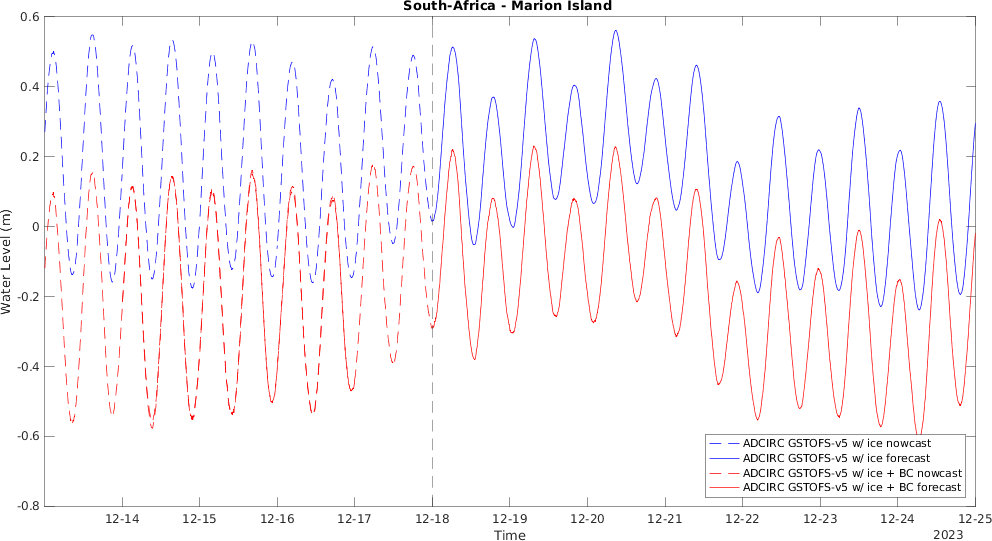 South-Africa - Marion Island
0.6
0.4
0.2
0
-0.2
-0.4
-0.6
-0.8
Water Level (m)
ADCIRC GSTOFS-v5 w/ ice nowcast
ADCIRC GSTOFS-v5 w/ ice forecast
ADCIRC GSTOFS-v5 w/ ice + BC nowcast
ADCIRC GSTOFS-v5 w/ ice + BC forecast
12-14 12-15 12-16 12-17 12-18 12-19 12-20 12-21 12-22 12-23 12-24 12-25
Time
2023